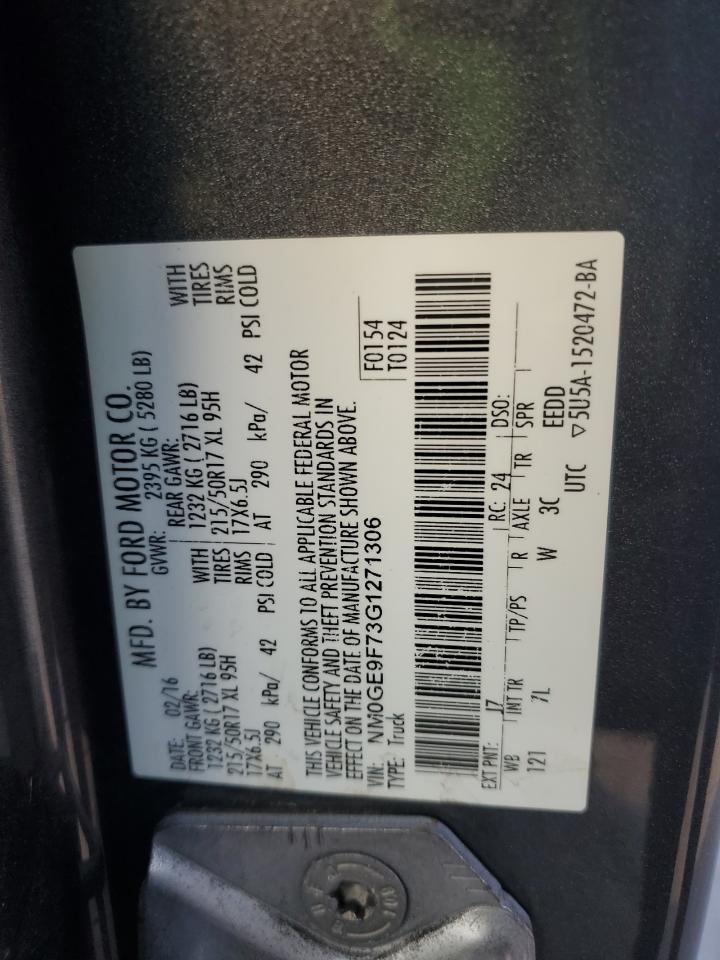 MFD. BY FORD MOTOR CO.
DATE: 02/16 GVWR: 2395 KG ( 5280 LB)
FRONT GAWR: REAR GAWR:
1232 KG ( 2716 LB) WITH 1232 KG ( 2716 LB) WITH
215/50R17 XL 95H TIRES 215/50R17 XL 95H TIRES
17X6.5J RIMS 17X6.5J RIMS
AT 290 kPa/ 42 PSI COLD AT 290 kPa/ 42 PSI COLD
THIS VEHICLE CONFORMS TO ALL APPLICABLE FEDERAL MOTOR
VEHICLE SAFETY AND THEFT PREVENTION STANDARDS IN
EFFECT ON THE DATE OF MANUFACTURE SHOWN ABOVE.
VIN: NM0GE9F73G1271306 F0154
TYPE: Truck T0124
EXT PNT: J7 RC: 24 DSO:
WB INT TR TP/PS R AXLE TR SPR
121 7L W 3C EEDD
UTC ▽5U5A-1520472-BA